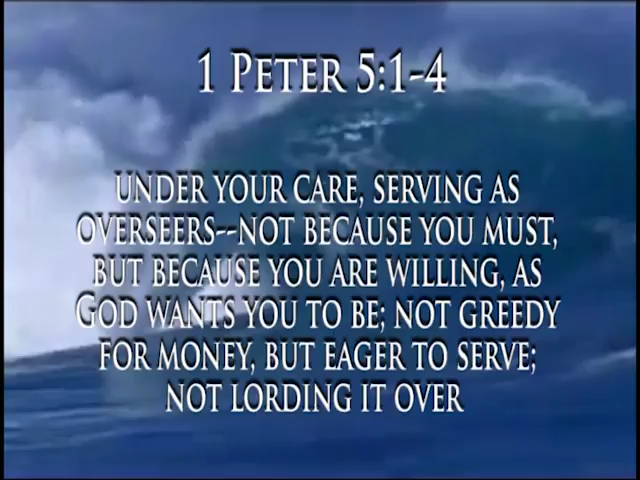 1 PETER 5:1-4
UNDER YOUR CARE, SERVING AS
OVERSEERS--NOT BECAUSE YOU MUST,
BUT BECAUSE YOU ARE WILLING, AS
GOD WANTS YOU TO BE; NOT GREEDY
FOR MONEY, BUT EAGER TO SERVE;
NOT LORDING IT OVER